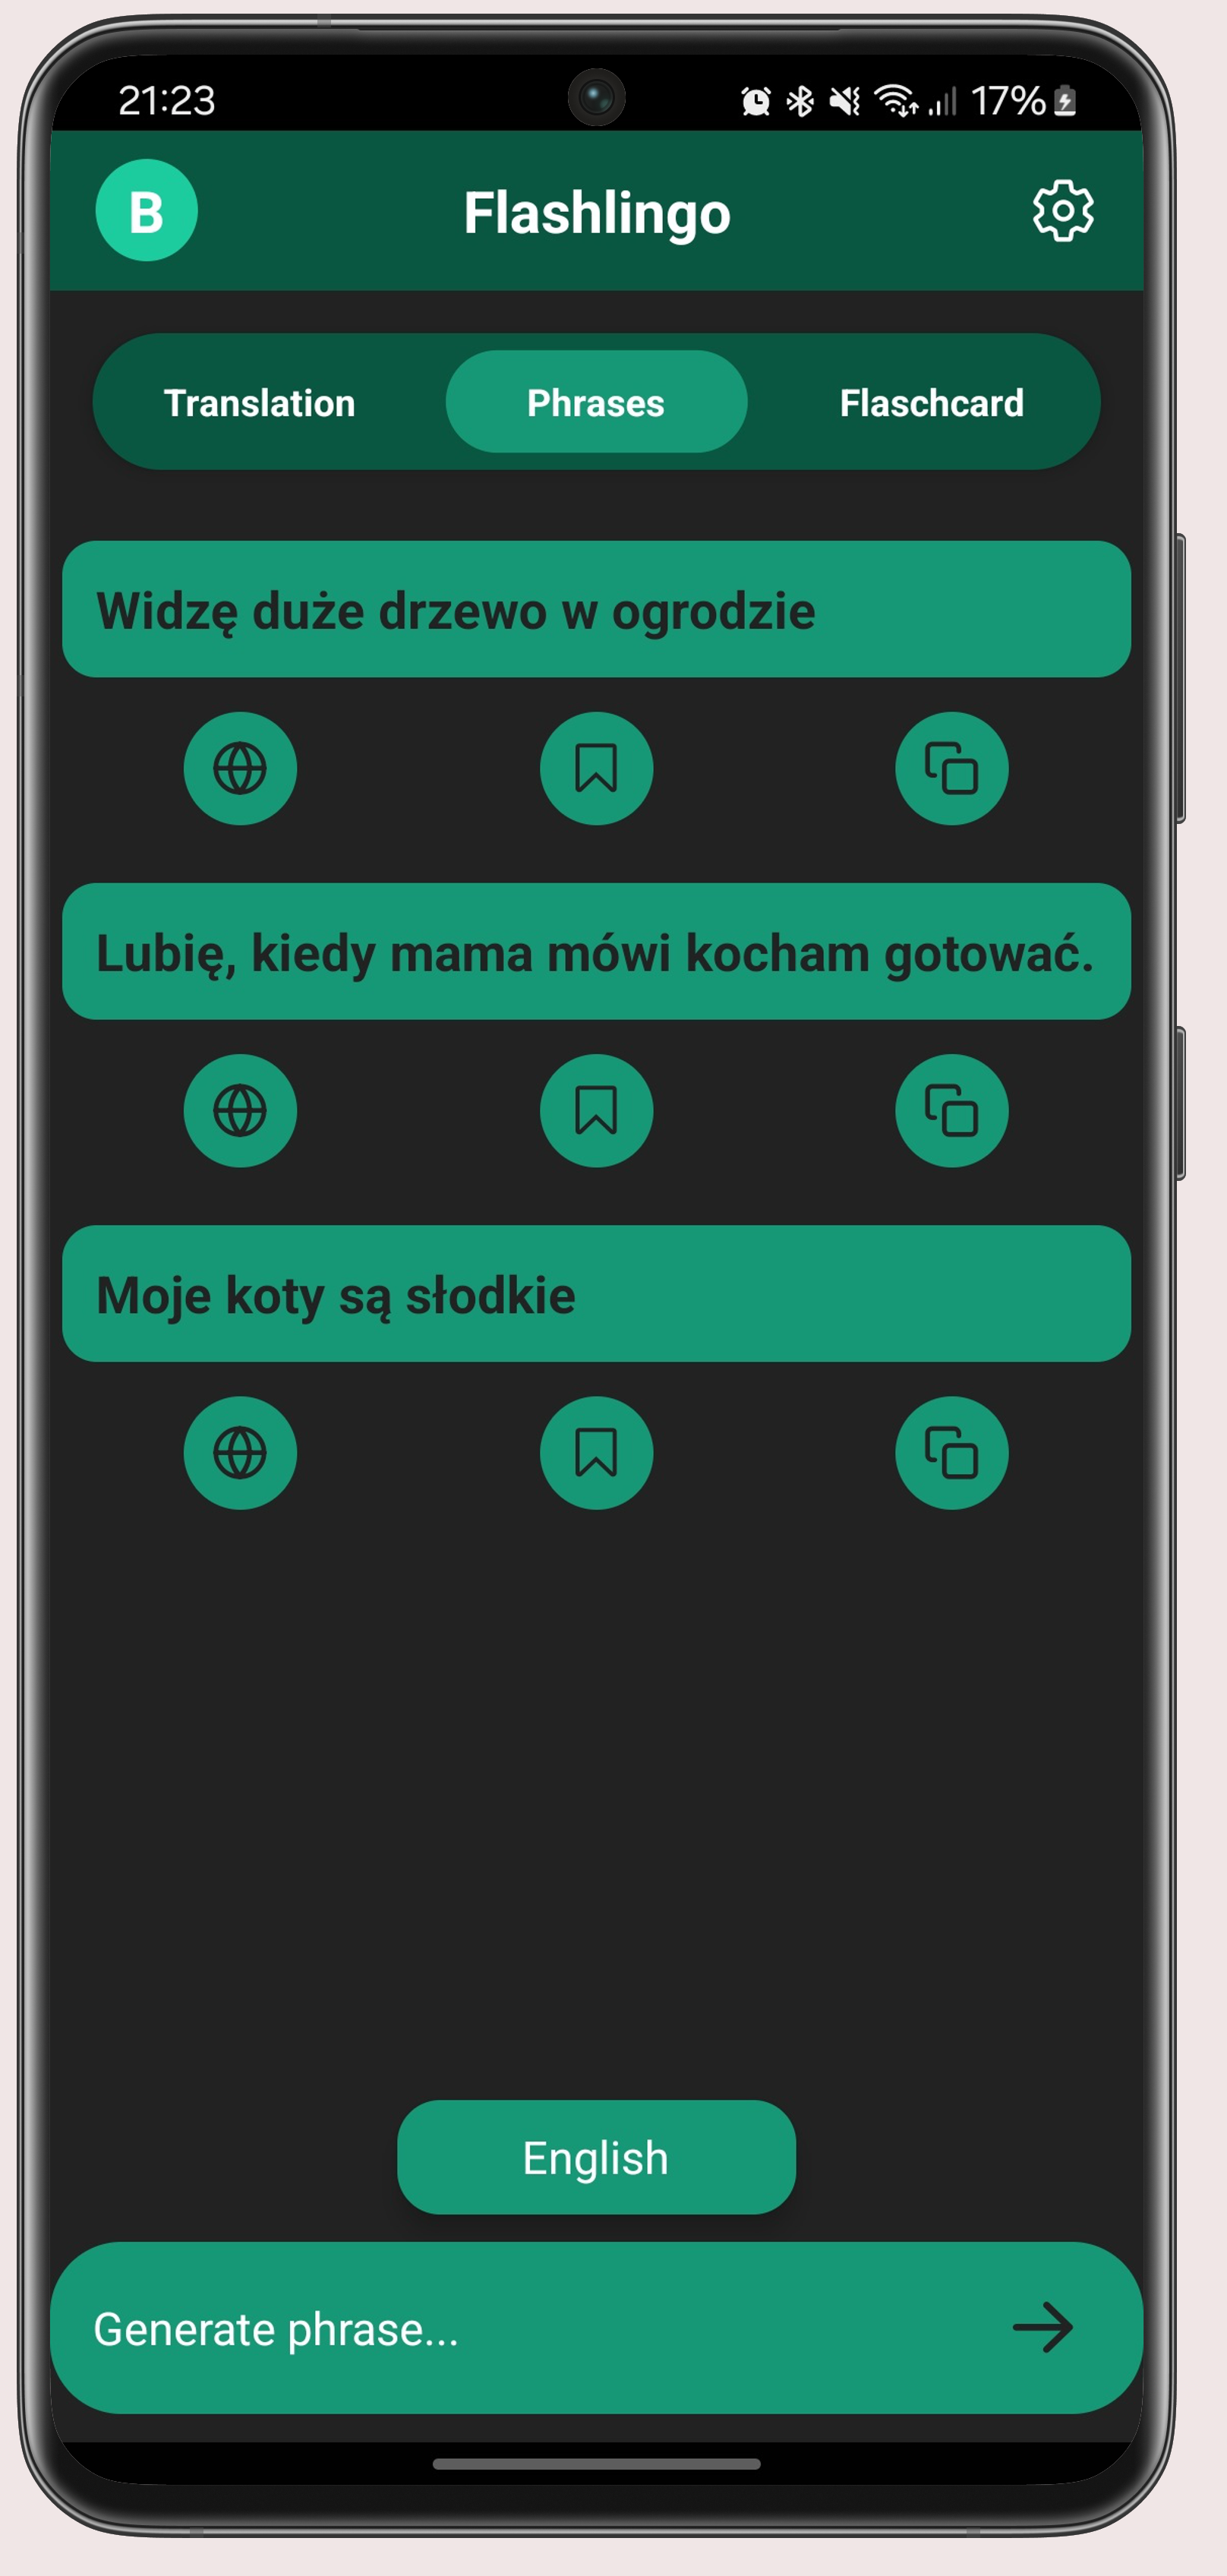 21:23
17%
B
Flashlingo
Translation
Phrases
Flaschcard
Widzę duże drzewo w ogrodzie
Lubię, kiedy mama mówi kocham gotować.
Moje koty są słodkie
English
Generate phrase...